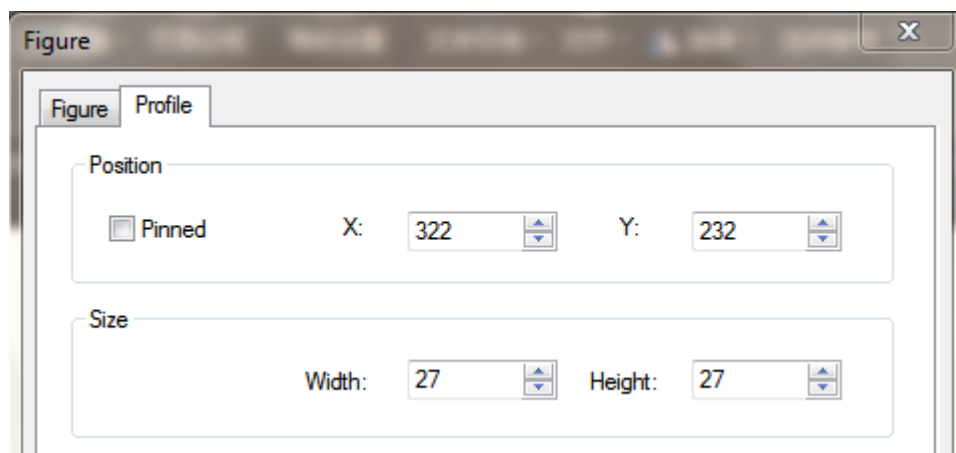 Figure
Figure Profile
Position
Pinned X: 322 Y: 232
Size
Width: 27 Height: 27